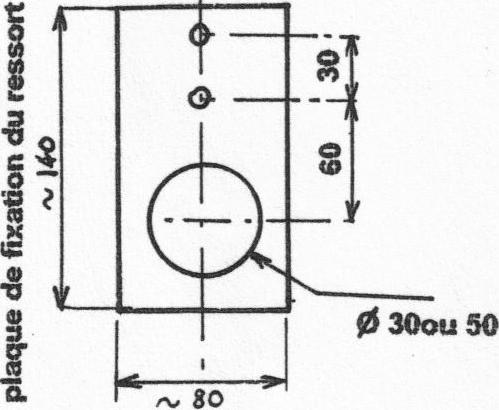 plaque de fixation du ressort
~ 140
30
60
Ø 30ou 50
~ 80